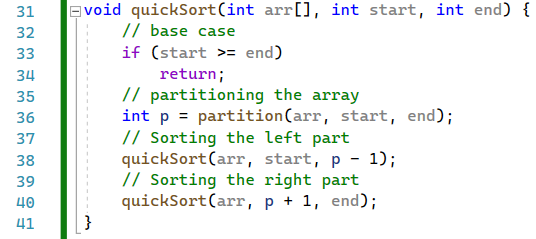 31 void quickSort(int arr[], int start, int end) {
32 // base case
33 if (start >= end)
34 return;
35 // partitioning the array
36 int p = partition(arr, start, end);
37 // Sorting the left part
38 quickSort(arr, start, p - 1);
39 // Sorting the right part
40 quickSort(arr, p + 1, end);
41 }